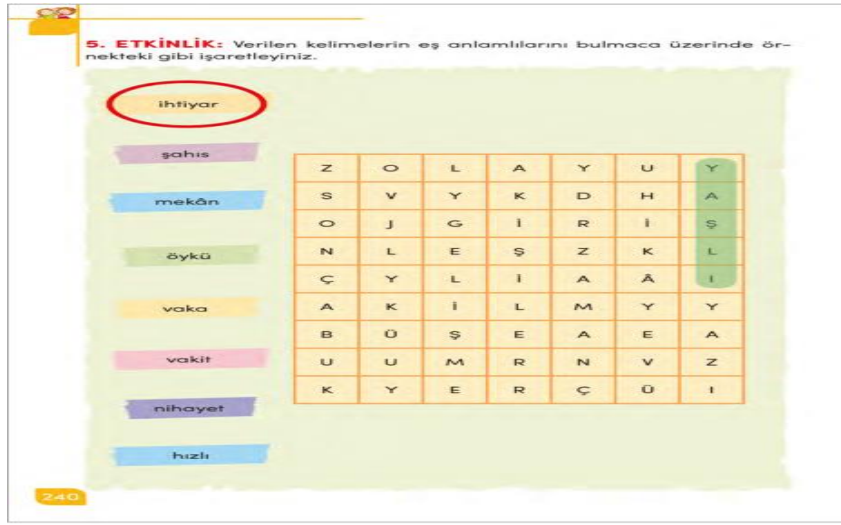 5. ETKİNLİK: Verilen kelimelerin eş anlamlılarını bulmaca üzerinde ör-
nekteki gibi işaretleyiniz.
ihtiyar
şahıs
mekân
öykü
vaka
vakit
nihayet
hızlı
Z O L A Y U Y
S V Y K D H A
O J G İ R İ Ş
N L E Ş Z K L
Ç Y L İ A Â I
A K İ L M Y Y
B Ü Ş E A E A
U U M R N V Z
K Y E R Ç Ü I
240